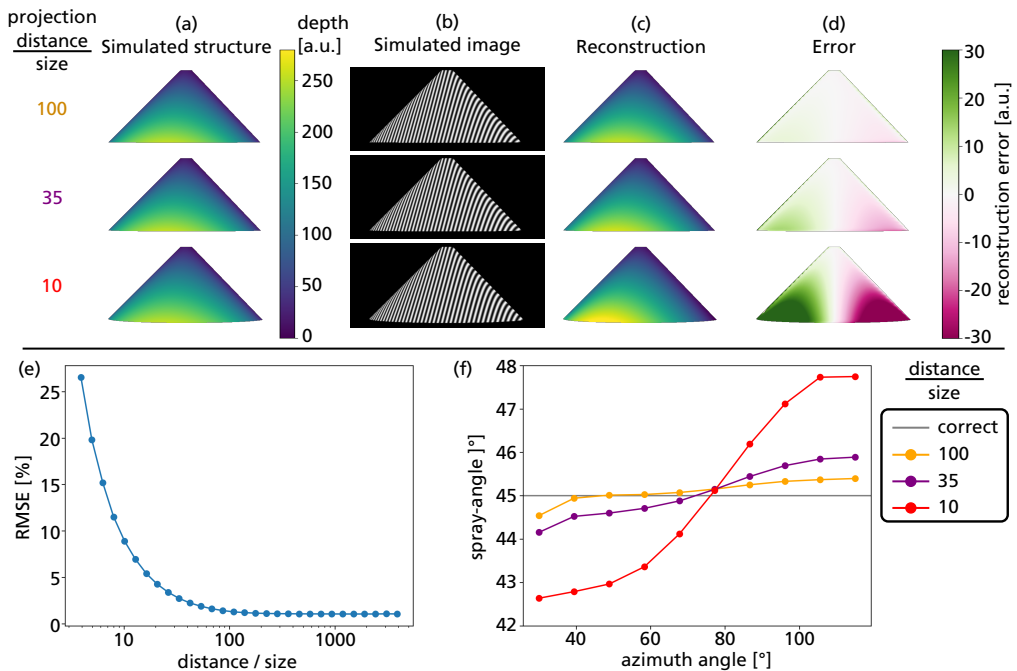 projection
distance
size
(a)
Simulated structure
depth
[a.u.]
(b)
Simulated image
(c)
Reconstruction
(d)
Error
100
35
10
250
200
150
100
50
0
30
20
10
0
-10
-20
-30
reconstruction error [a.u.]
(e)
25
20
15
10
5
0
RMSE [%]
10
100
1000
distance / size
(f)
48
47
46
45
44
43
42
spray-angle ]°
40
60
80
100
azimuth angle [°]
distance
size
correct
100
35
10